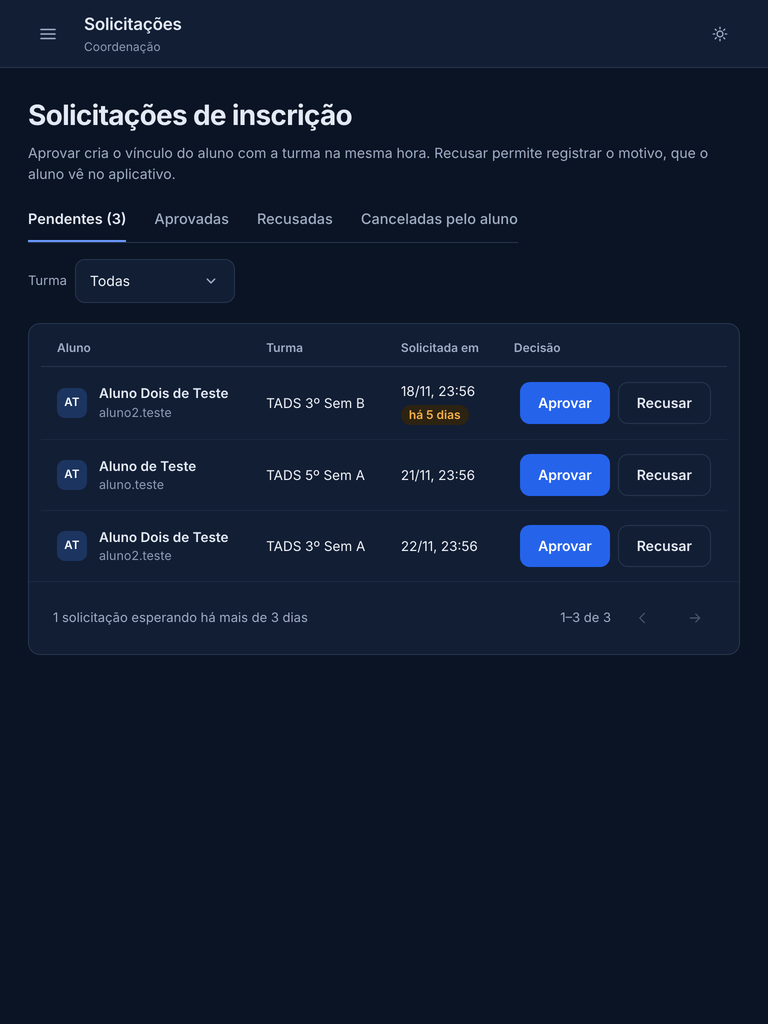 Solicitações
Coordenação
Solicitações de inscrição
Aprovar cria o vínculo do aluno com a turma na mesma hora. Recusar permite registrar o motivo, que o
aluno vê no aplicativo.
Pendentes (3) Aprovadas Recusadas Canceladas pelo aluno
Turma Todas
Aluno Turma Solicitada em Decisão
AT Aluno Dois de Teste
aluno2.teste
TADS 3º Sem B
18/11, 23:56
há 5 dias
Aprovar Recusar
AT Aluno de Teste
aluno.teste
TADS 5º Sem A
21/11, 23:56
Aprovar Recusar
AT Aluno Dois de Teste
aluno2.teste
TADS 3º Sem A
22/11, 23:56
Aprovar Recusar
1 solicitação esperando há mais de 3 dias 1–3 de 3